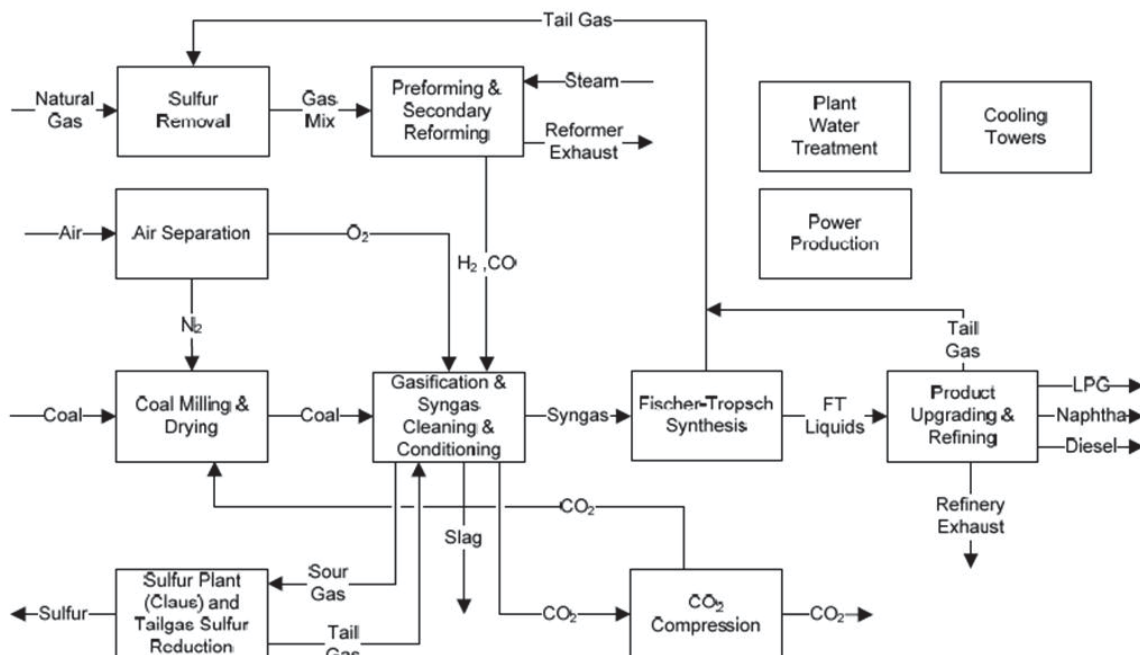 Tail Gas
Natural
Gas
Sulfur
Removal
Gas
Mix
Preforming &
Secondary
Reforming
Steam
Reformer
Exhaust
Plant
Water
Treatment
Cooling
Towers
Air
Air Separation
O₂
H₂ ,CO
Power
Production
N₂
Tail
Gas
Coal
Coal Milling &
Drying
Coal
Gasification &
Syngas
Cleaning &
Conditioning
Syngas
Fischer-Tropsch
Synthesis
FT
Liquids
Product
Upgrading &
Refining
LPG
Naphtha
Diesel
CO₂
Slag
Refinery
Exhaust
Sulfur
Sulfur Plant
(Claus) and
Tailgas Sulfur
Reduction
Sour
Gas
Tail
Gas
CO₂
CO₂
Compression
CO₂